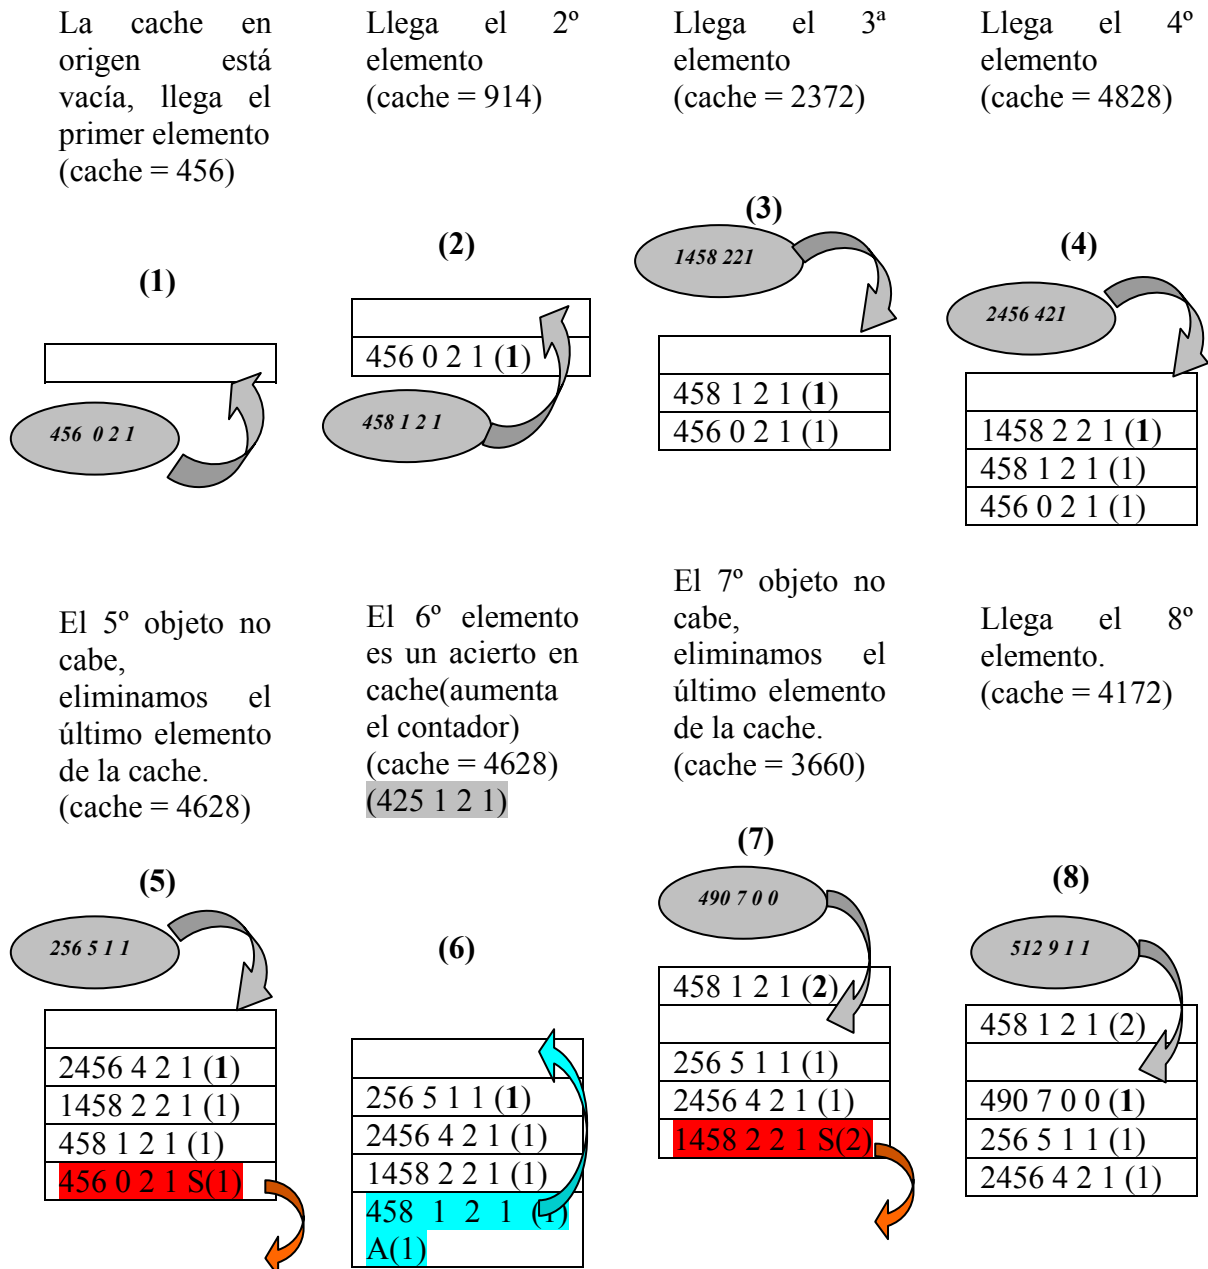 La cache en
origen está
vacía, llega el
primer elemento
(cache = 456)
Llega el 2º
elemento
(cache = 914)
Llega el 3ª
elemento
(cache = 2372)
Llega el 4º
elemento
(cache = 4828)
(1)
456 0 2 1
(2)
456 0 2 1 (1)
458 1 2 1
(3)
1458 221
458 1 2 1 (1)
456 0 2 1 (1)
(4)
2456 421
1458 2 2 1 (1)
458 1 2 1 (1)
456 0 2 1 (1)
El 5º objeto no
cabe,
eliminamos el
último elemento
de la cache.
(cache = 4628)
El 6º elemento
es un acierto en
cache(aumenta
el contador)
(cache = 4628)
(425 1 2 1)
El 7º objeto no
cabe,
eliminamos el
último elemento
de la cache.
(cache = 3660)
Llega el 8º
elemento.
(cache = 4172)
(5)
256 5 1 1
2456 4 2 1 (1)
1458 2 2 1 (1)
458 1 2 1 (1)
456 0 2 1 S(1)
(6)
256 5 1 1 (1)
2456 4 2 1 (1)
1458 2 2 1 (1)
458 1 2 1 (1)
A(1)
(7)
490 7 0 0
458 1 2 1 (2)
256 5 1 1 (1)
2456 4 2 1 (1)
1458 2 2 1 S(2)
(8)
512 9 1 1
458 1 2 1 (2)
490 7 0 0 (1)
256 5 1 1 (1)
2456 4 2 1 (1)